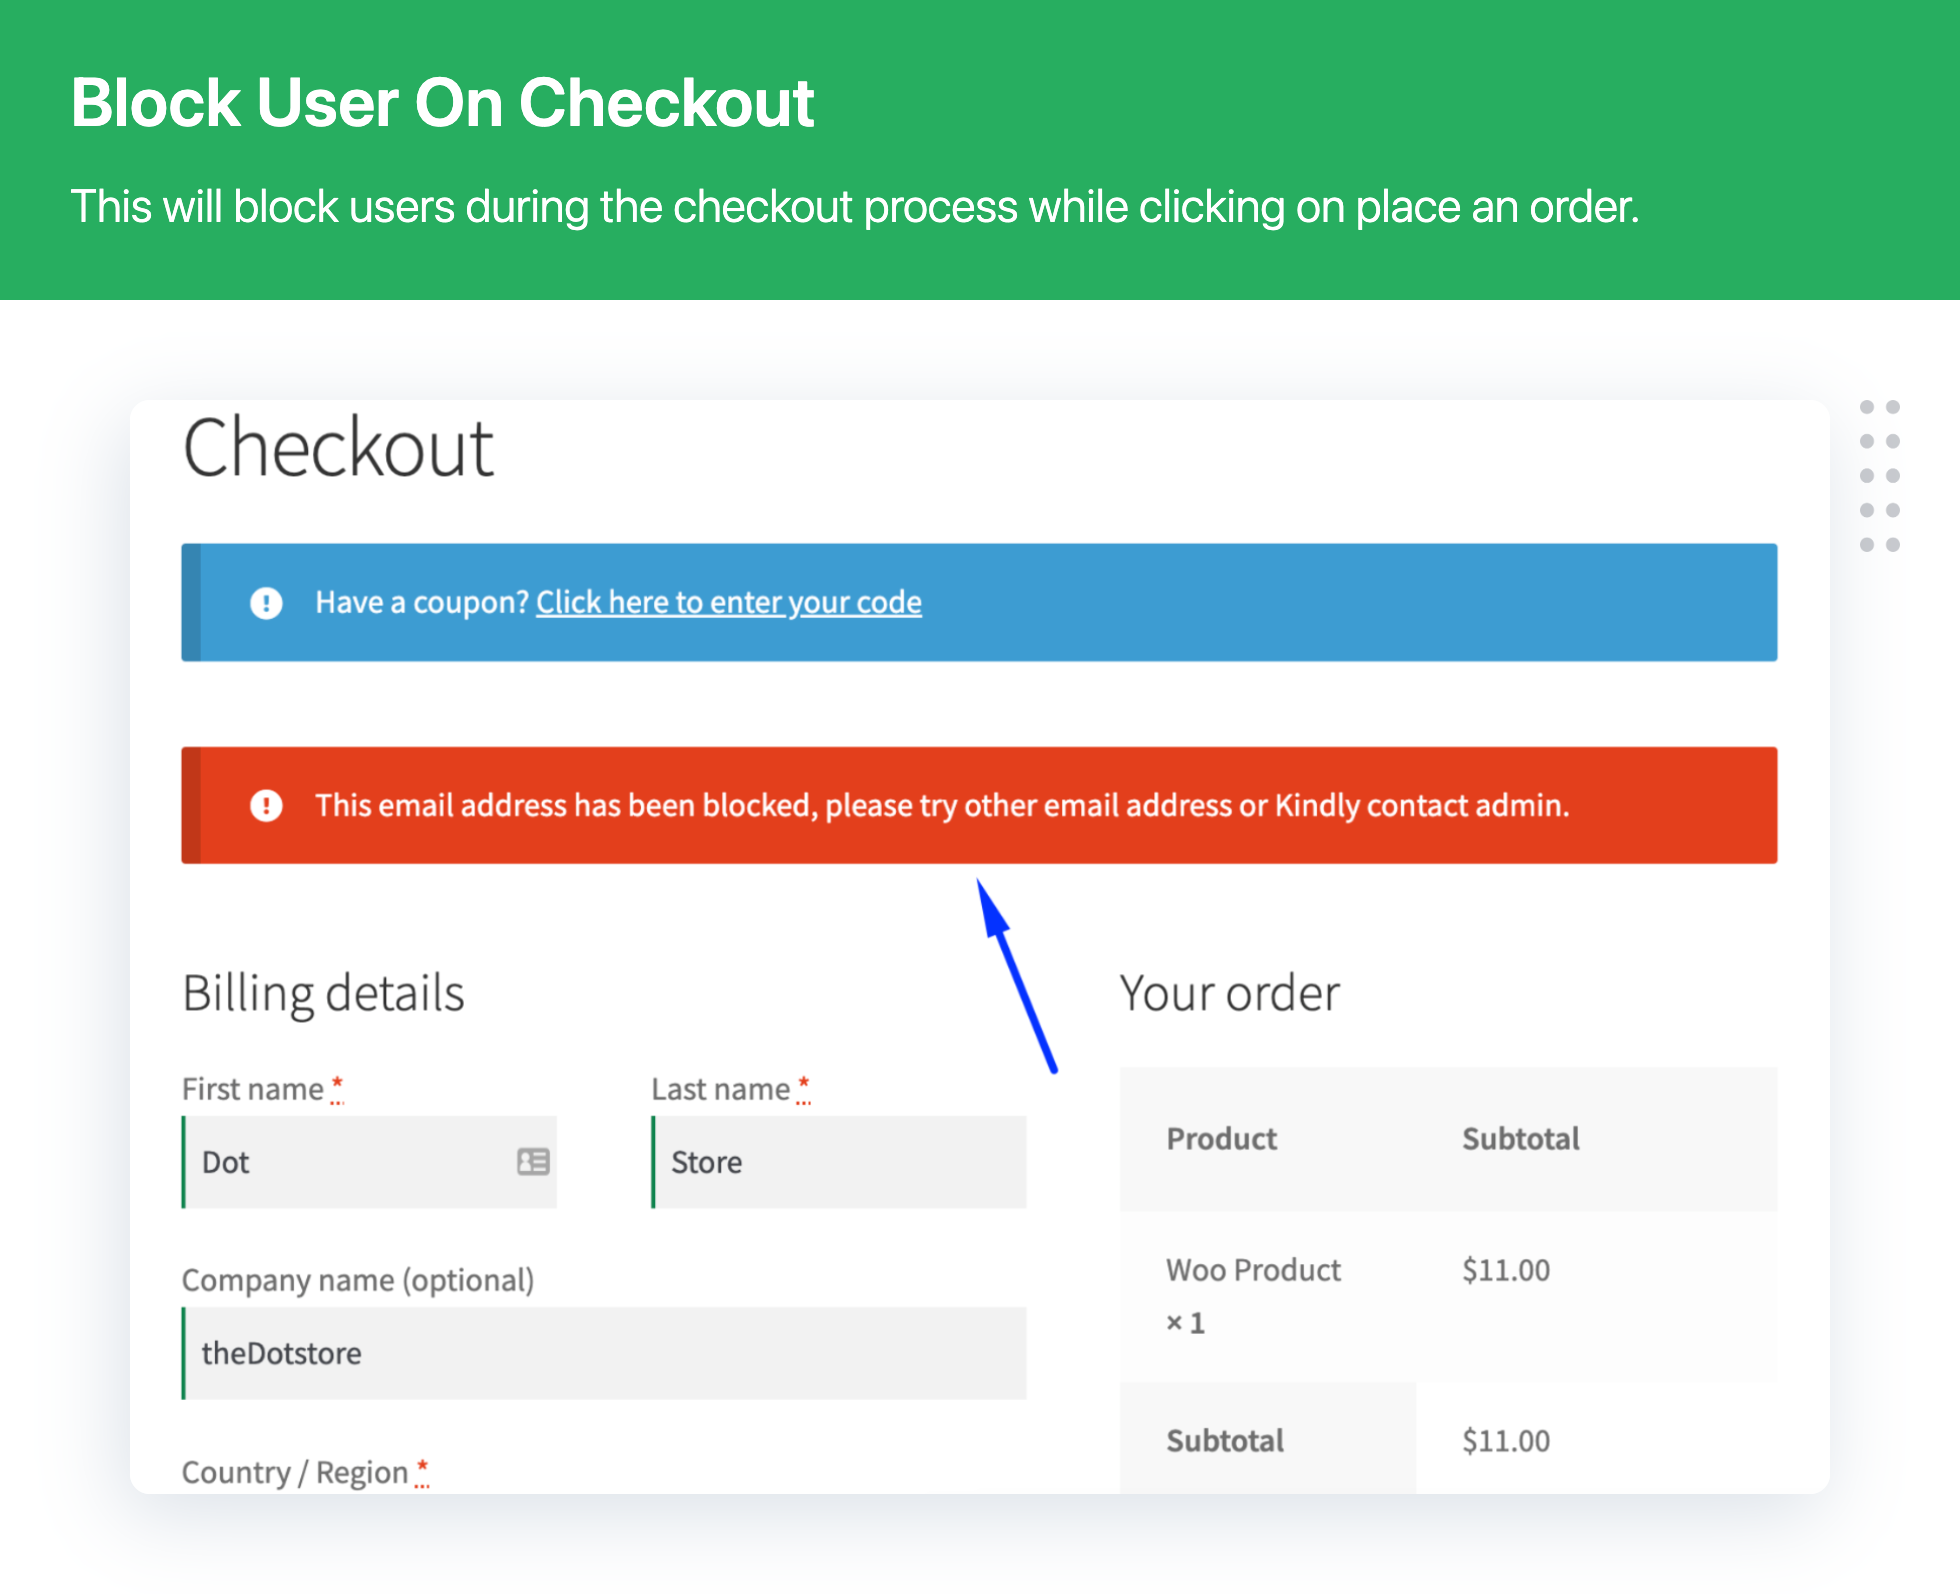 Block User On Checkout
This will block users during the checkout process while clicking on place an order.
Checkout
Have a coupon? Click here to enter your code
This email address has been blocked, please try other email address or Kindly contact admin.
Billing details
First name *
Last name *
Dot
Store
Company name (optional)
theDotstore
Country / Region *
Your order
Product Subtotal
Woo Product $11.00
× 1
Subtotal $11.00